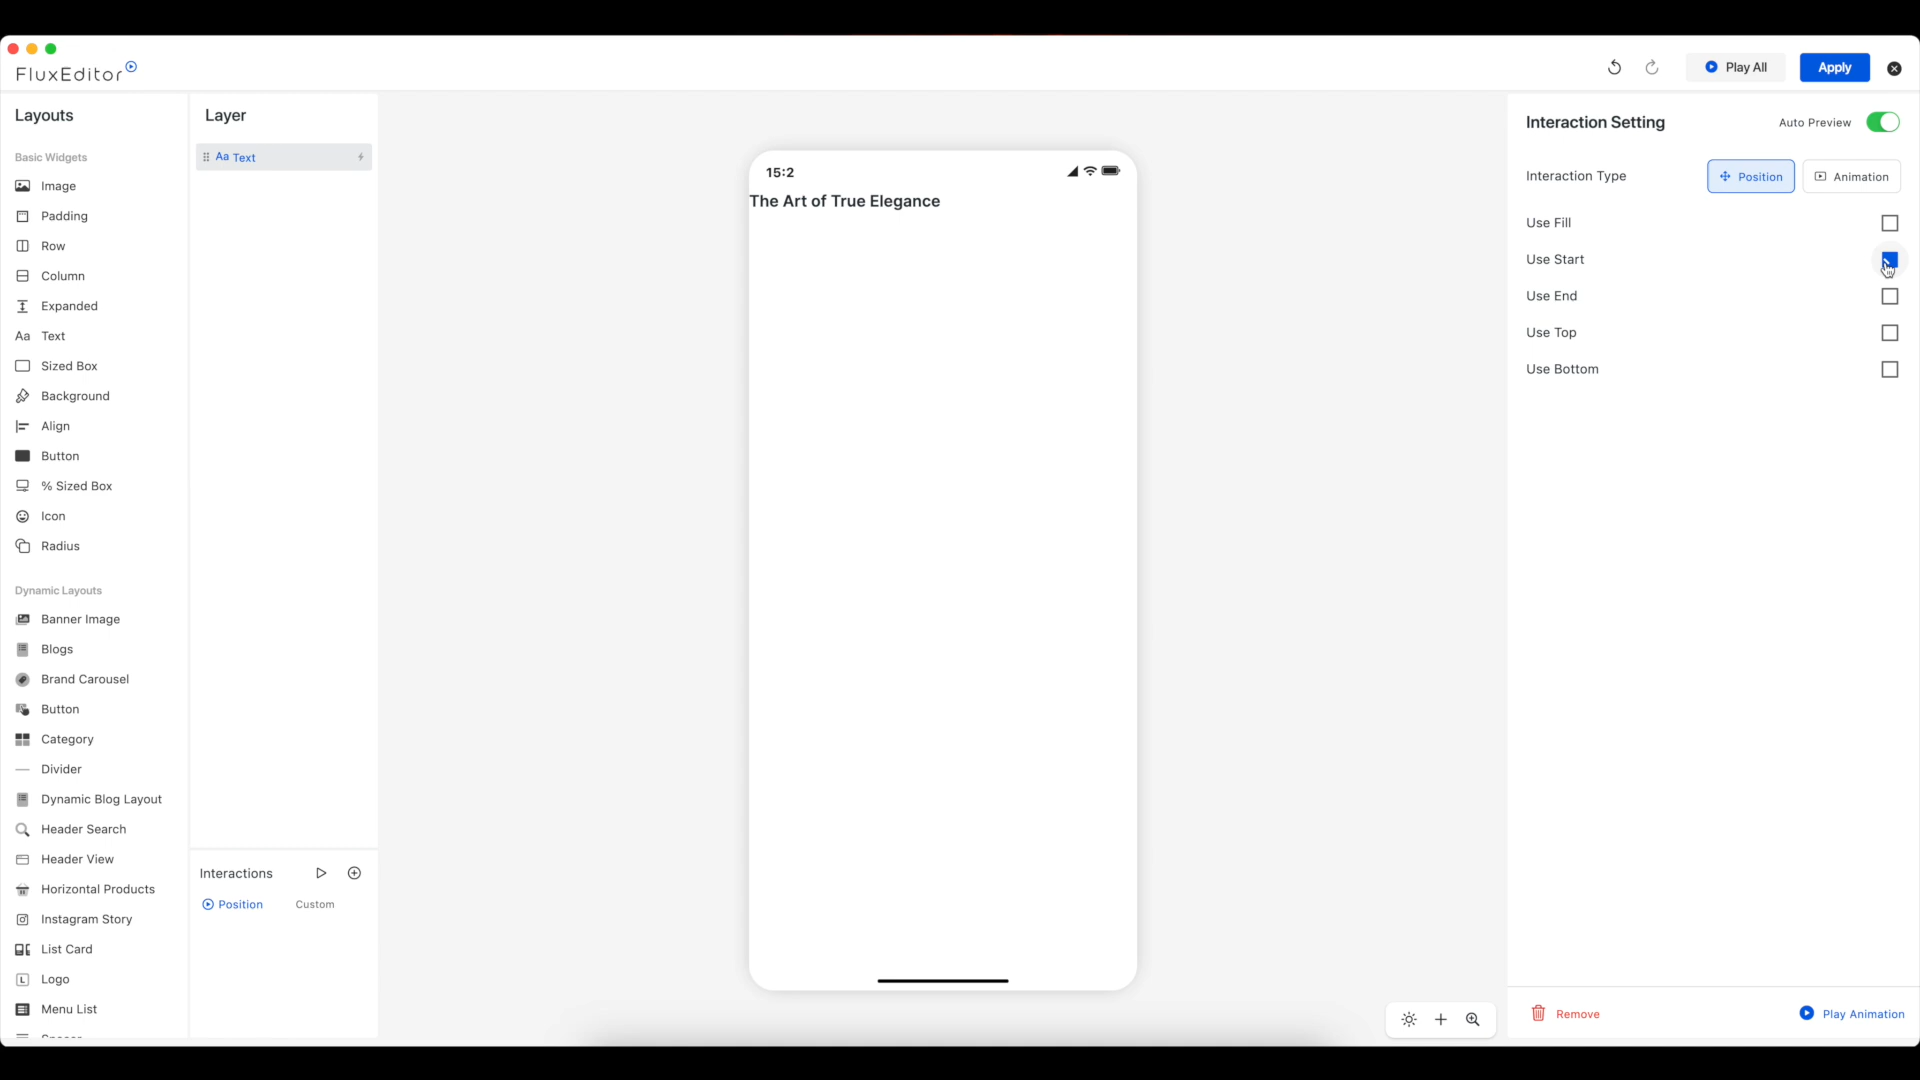 FluxEditor
Play All
Apply
Layouts
Basic Widgets
Image
Padding
Row
Column
Expanded
Aa Text
Sized Box
Background
Align
Button
% Sized Box
Icon
Radius
Dynamic Layouts
Banner Image
Blogs
Brand Carousel
Button
Category
Divider
Dynamic Blog Layout
Header Search
Header View
Horizontal Products
Instagram Story
List Card
L Logo
Menu List
Layer
Aa Text
Interactions
Position Custom
15:2
The Art of True Elegance
Interaction Setting Auto Preview
Interaction Type Position Animation
Use Fill
Use Start
Use End
Use Top
Use Bottom
Remove Play Animation